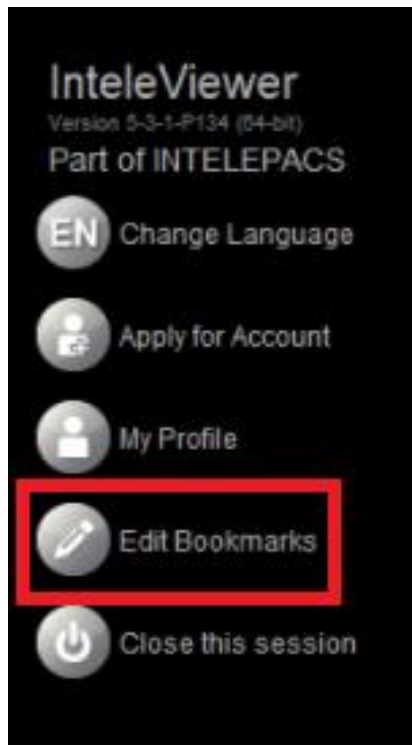 InteleViewer
Version 5-3-1-P134 (64-bit)
Part of INTELEPACS
EN Change Language
Apply for Account
My Profile
Edit Bookmarks
Close this session